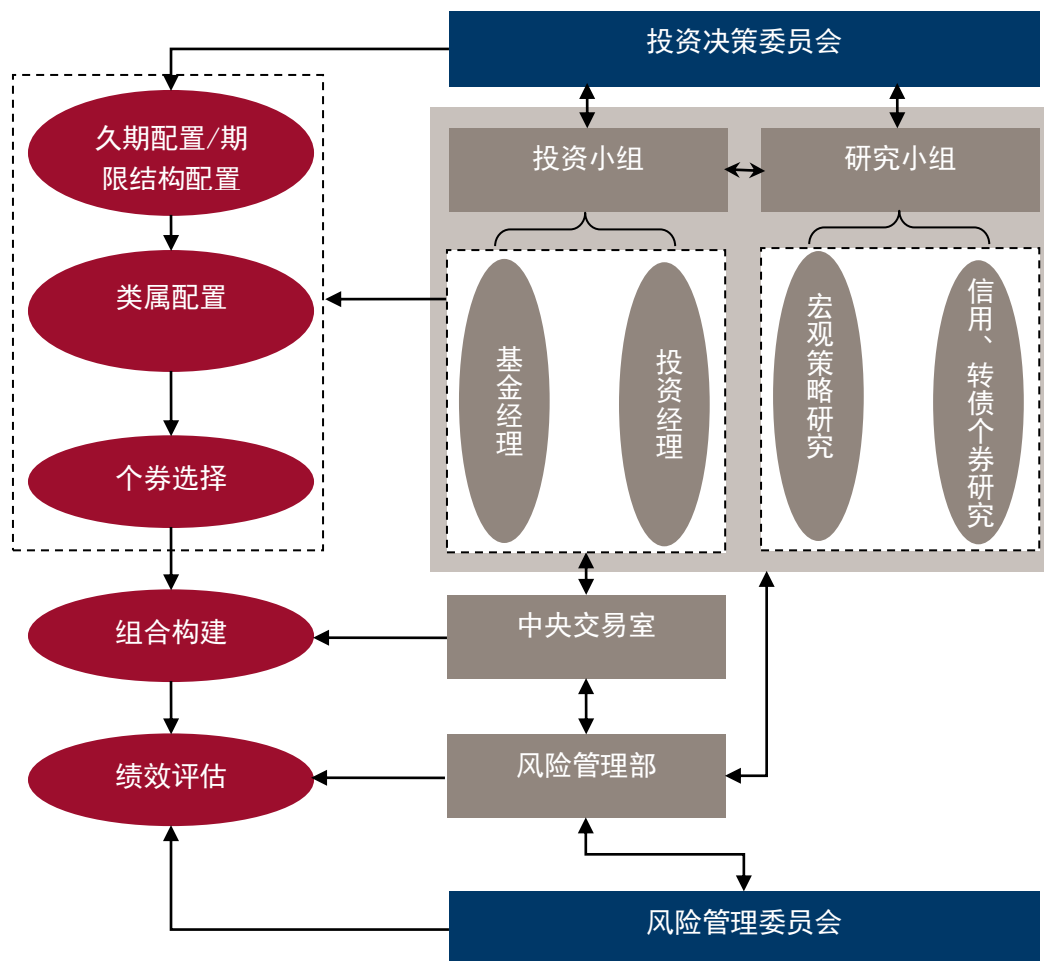 投资决策委员会
久期配置/期
限结构配置
投资小组
研究小组
类属配置
基金经理
投资经理
宏观策略研究
信用、转债个券研究
个券选择
组合构建
中央交易室
绩效评估
风险管理部
风险管理委员会